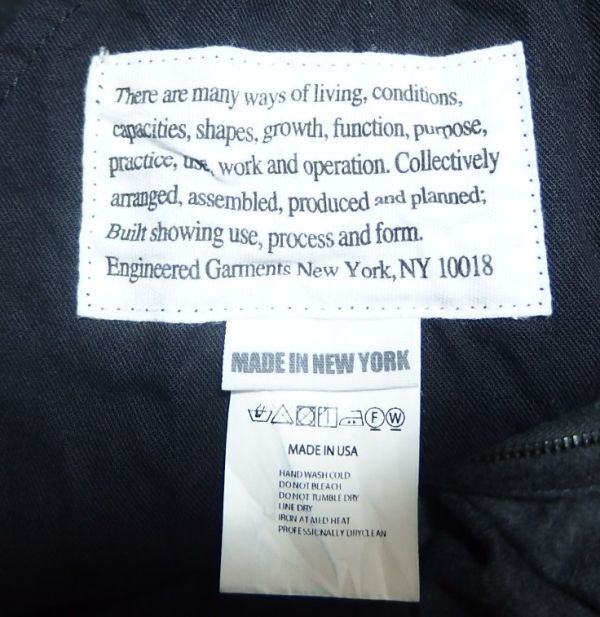 There are many ways of living, conditions,
capacities, shapes, growth, function, purpose,
practice, use, work and operation. Collectively
arranged, assembled, produced and planned;
Built showing use, process and form.
Engineered Garments New York, NY 10018
MADE IN NEW YORK
F W
MADE IN USA
HAND WASH COLD
DO NOT BLEACH
DO NOT TUMBLE DRY
LINE DRY
IRON AT MED HEAT
PROFESSIONALLY DRYCLEAN